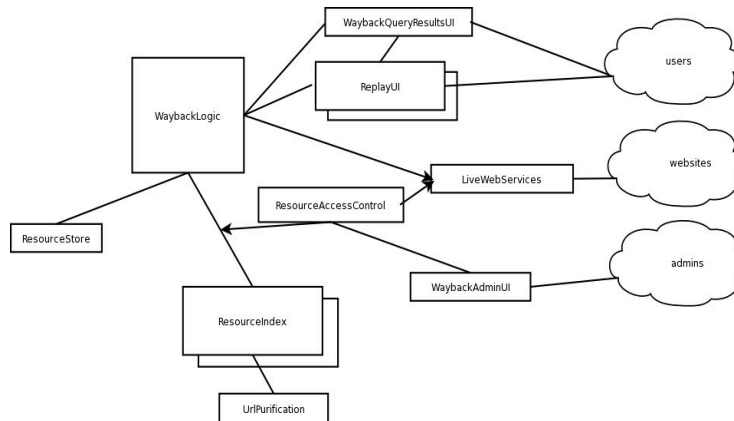 WaybackQueryResultsUI
users
ReplayUI
WaybackLogic
websites
LiveWebServices
ResourceAccessControl
ResourceStore
admins
WaybackAdminUI
ResourceIndex
UrlPurification